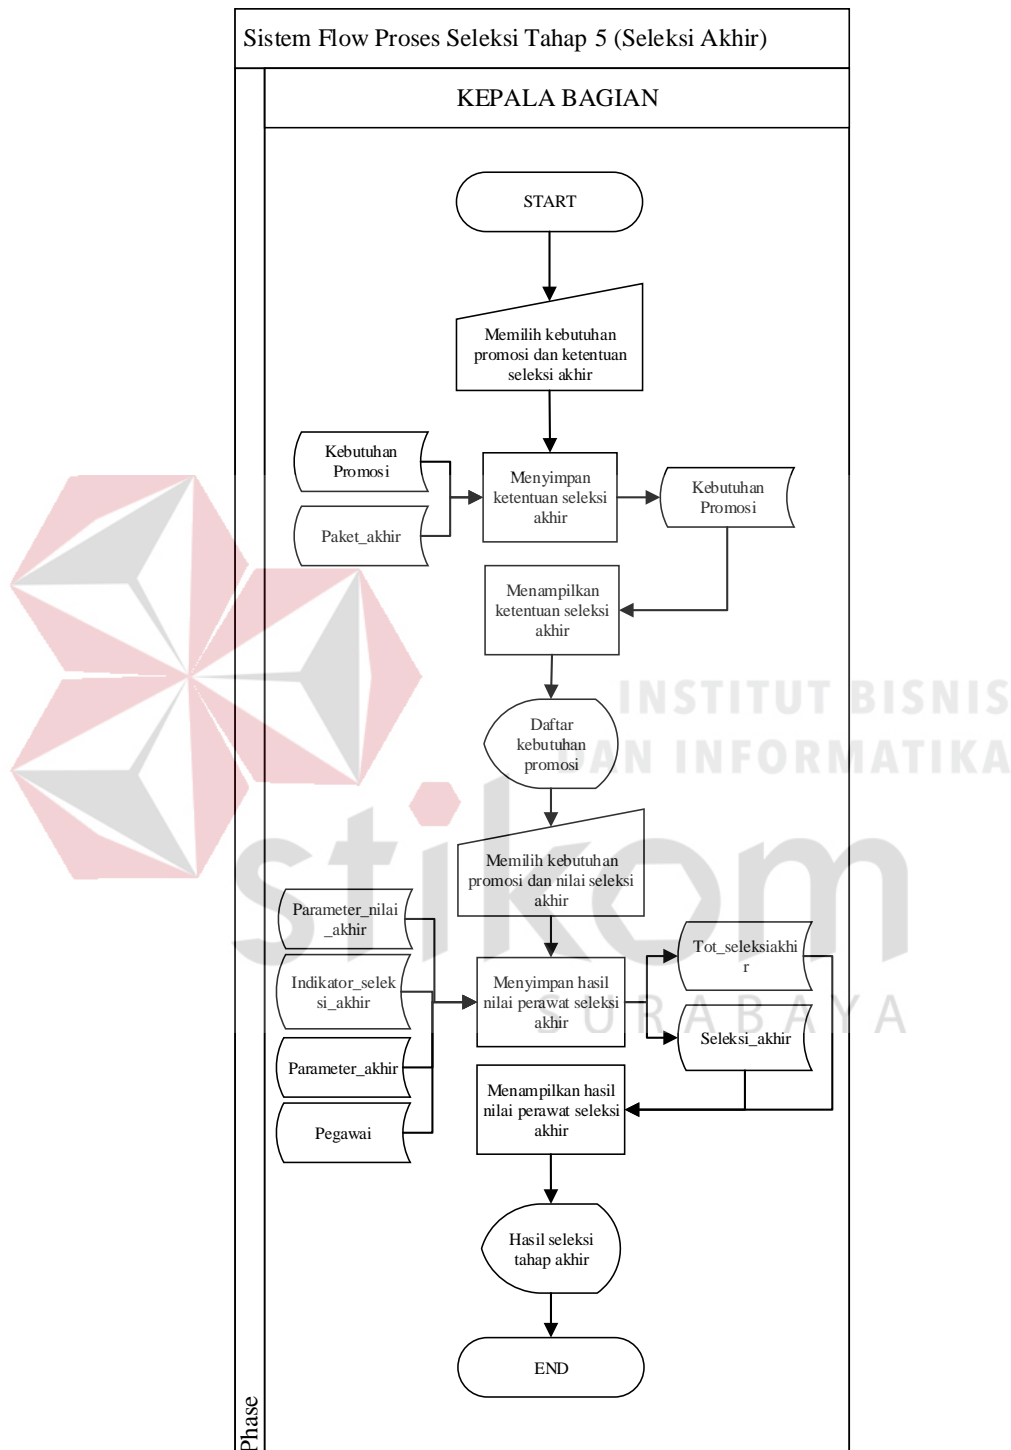 Sistem Flow Proses Seleksi Tahap 5 (Seleksi Akhir)
KEPALA BAGIAN
START
Memilih kebutuhan
promosi dan ketentuan
seleksi akhir
Kebutuhan
Promosi
Paket_akhir
Menyimpan
ketentuan seleksi
akhir
Kebutuhan
Promosi
Menampilkan
ketentuan seleksi
akhir
Daftar
kebutuhan
promosi
Memilih kebutuhan
promosi dan nilai seleksi
akhir
Parameter_nilai
_akhir
Indikator_selek
si_akhir
Parameter_akhir
Pegawai
Menyimpan hasil
nilai perawat seleksi
akhir
Tot_seleksiakhi
r
Seleksi_akhir
Menampilkan hasil
nilai perawat seleksi
akhir
Hasil seleksi
tahap akhir
END
Phase
INSTITUT BISNIS
DAN INFORMATIKA
stikom
SURABAYA